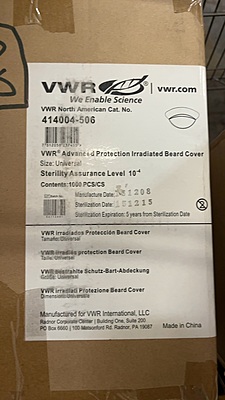 VWR | vwr.com
We Enable Science
VWR North American Cat. No.
414004-506
VWR® Advanced Protection Irradiated Beard Cover
Size: Universal
Sterility Assurance Level 10⁻⁶
Contents: 1000 PCS/CS
Manufacture Date:
Sterilization Date: 151215
Sterilization Expiration: 5 years from Sterilization Date
VWR irradiados Protección Beard Cover
Tamaño: Universal
VWR irradiés protection Beard Cover
Taille: Universal
VWR bestrahlte Schutz-Bart-Abdeckung
Größe: Universal
VWR irradiati Protezione Beard Cover
Dimensioni: Universale
Manufactured for VWR International, LLC
Radnor Corporate Center | Building One, Suite 200
PO Box 6660 | 100 Matsonford Rd. Radnor, PA 19087
Made in China